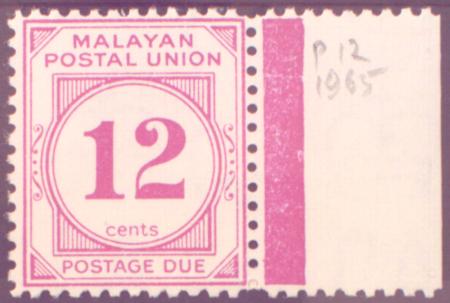 MALAYAN
POSTAL UNION
12
cents
POSTAGE DUE
P 12
1965